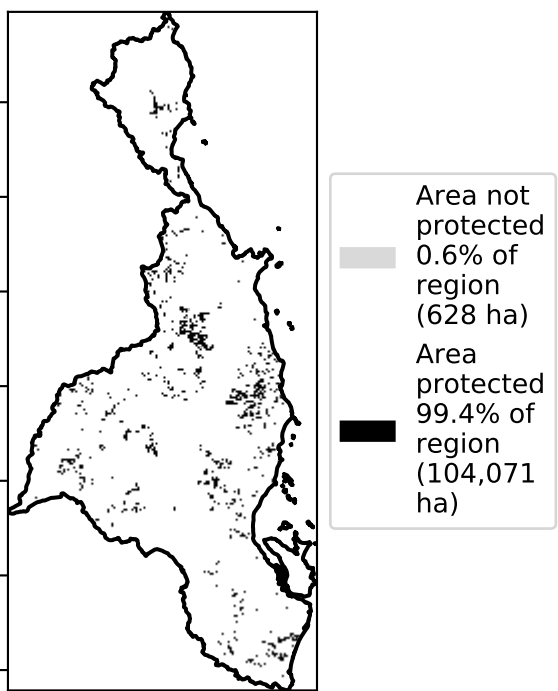 Area not
protected
0.6% of
region
(628 ha)
Area
protected
99.4% of
region
(104,071
ha)